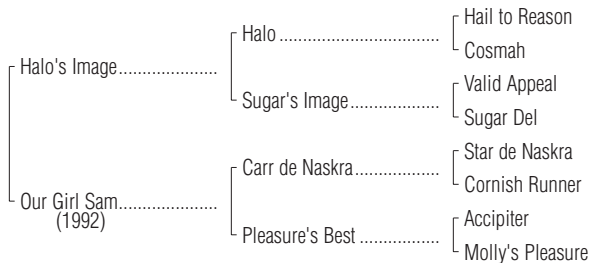 Hail to Reason
Halo ................................
Cosmah
Halo's Image....................
Valid Appeal
Sugar's Image..................
Sugar Del
Star de Naskra
Carr de Naskra.................
Cornish Runner
Our Girl Sam....................
(1992)
Accipiter
Pleasure's Best ................
Molly's Pleasure